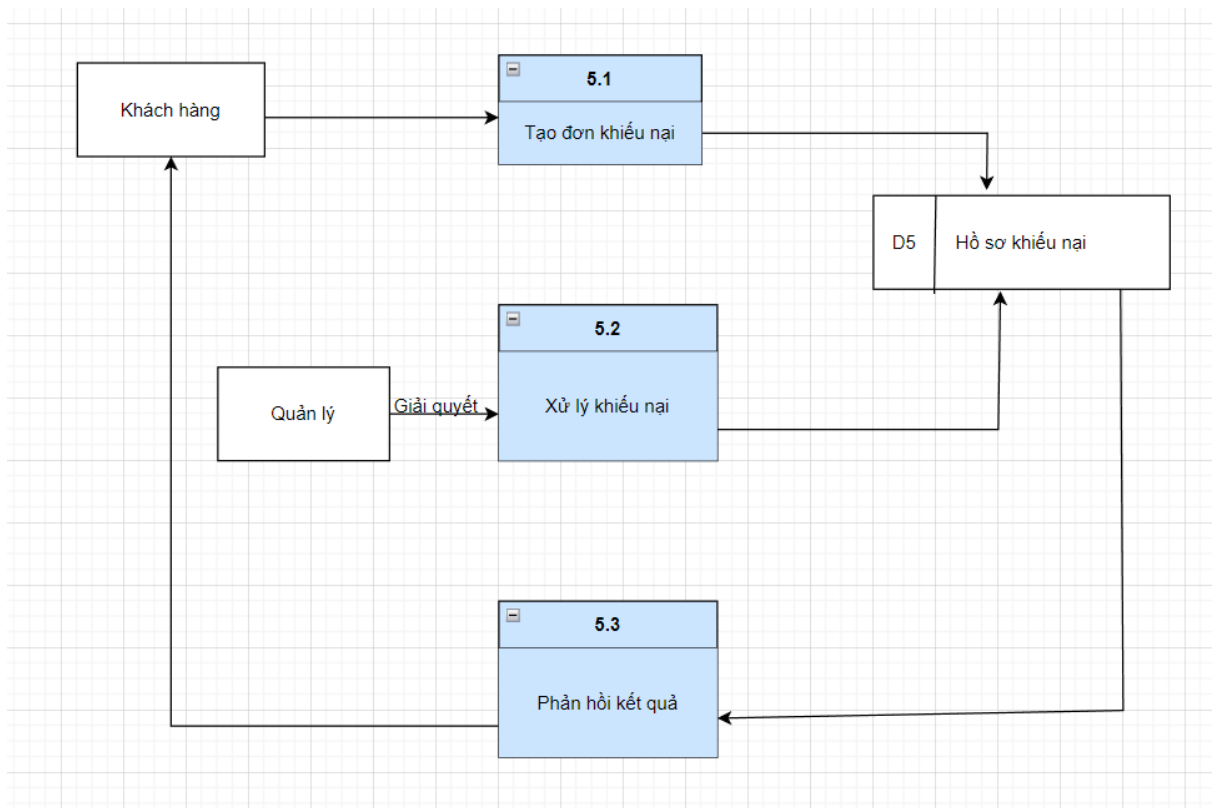 Khách hàng
5.1
Tạo đơn khiếu nại
D5
Hồ sơ khiếu nại
5.2
Quản lý
Giải quyết
Xử lý khiếu nại
5.3
Phản hồi kết quả